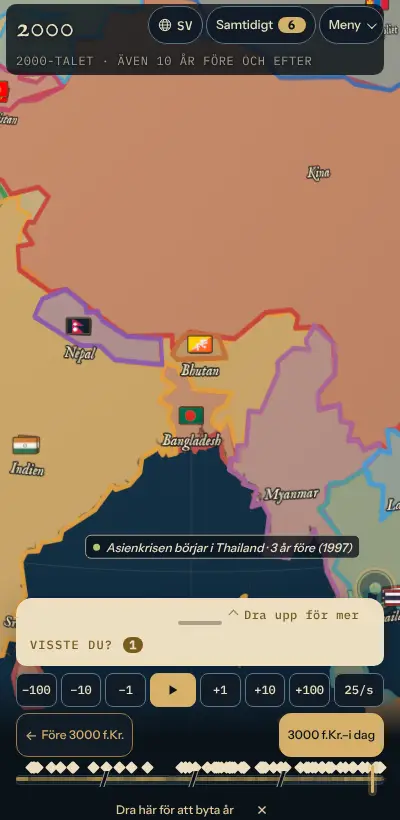 2000
SV
Samtidigt 6
Meny
2000-TALET · ÄVEN 10 ÅR FÖRE OCH EFTER
Kina
Nepal
Bhutan
Bangladesh
Indien
Myanmar
Asienkrisen börjar i Thailand · 3 år före (1997)
Dra upp för mer
VISSTE DU? 1
−100
−10
−1
+1
+10
+100
25/s
← Före 3000 f.Kr.
3000 f.Kr.–i dag
Dra här för att byta år ×